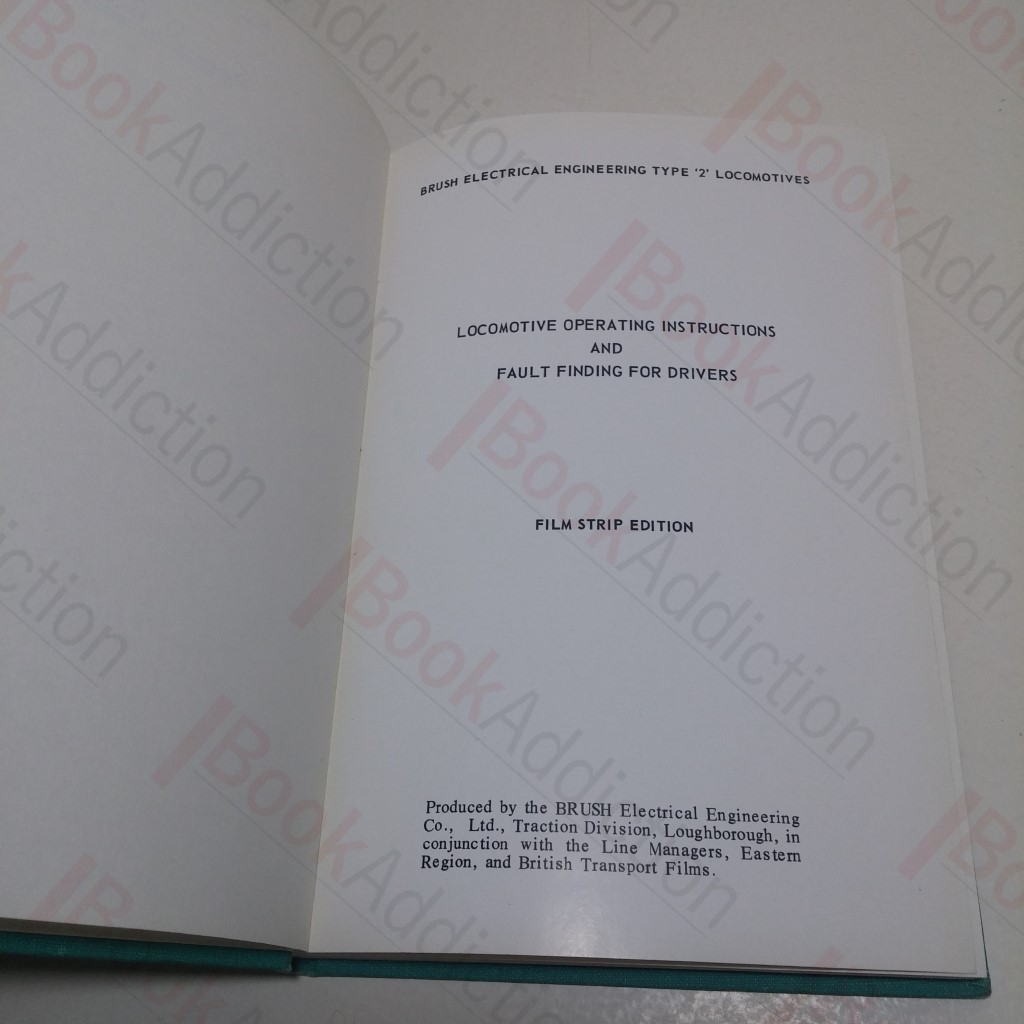 BRUSH ELECTRICAL ENGINEERING TYPE '2' LOCOMOTIVES
LOCOMOTIVE OPERATING INSTRUCTIONS
AND
FAULT FINDING FOR DRIVERS
FILM STRIP EDITION
Produced by the BRUSH Electrical Engineering
Co., Ltd., Traction Division, Loughborough, in
conjunction with the Line Managers, Eastern
Region, and British Transport Films.
BookAddiction